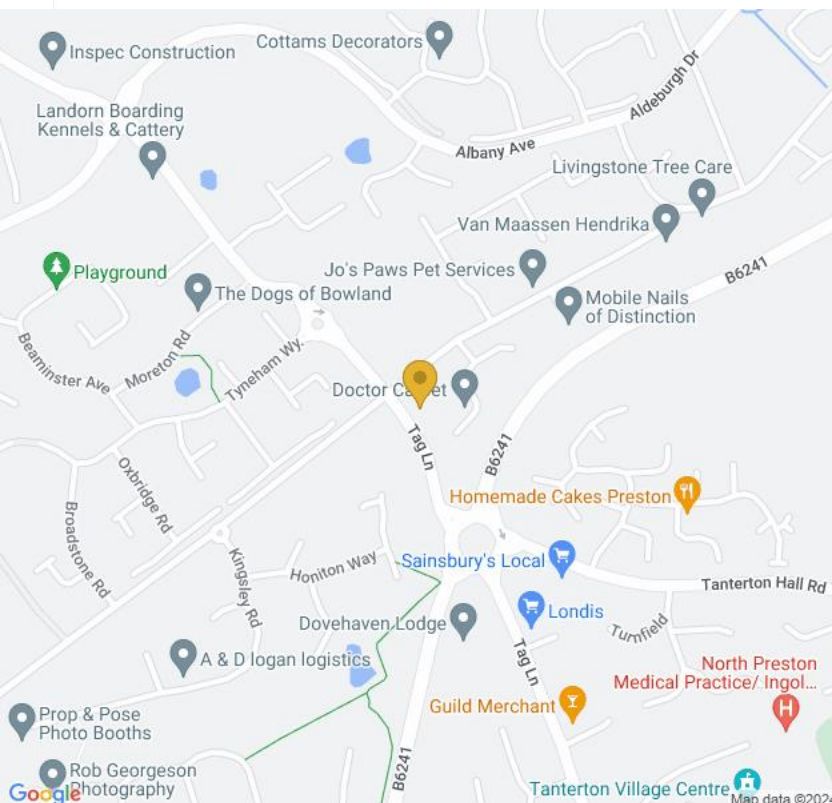 Inspec Construction
Cottams Decorators
Landorn Boarding
Kennels & Cattery
Aldeburgh Dr
Albany Ave
Livingstone Tree Care
Van Maassen Hendrika
Playground
Jo's Paws Pet Services
B6241
The Dogs of Bowland
Mobile Nails
of Distinction
Beaminster Ave
Moreton Rd
Tyneham Wy.
Doctor
Tag Ln
B6241
Oxbridge Rd
Homemade Cakes Preston
Broadstone Rd
Kingsley Rd
Honiton Way
Sainsbury's Local
Tanterton Hall Rd
Londis
Dovehaven Lodge
Turnfield
Tag Ln
A & D logan logistics
North Preston
Medical Practice/ Ingol...
Guild Merchant
Prop & Pose
Photo Booths
B6241
Rob Georgeson
Photography
Google
Tanterton Village Centre
Map data ©2024